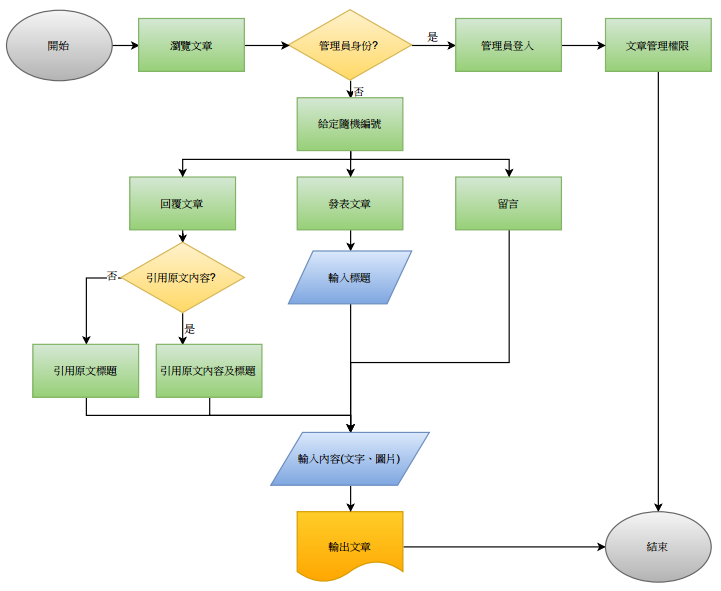 開始
瀏覽文章
管理員身份?
是
管理員登入
文章管理權限
否
給定隨機編號
回覆文章
發表文章
留言
引用原文內容?
輸入標題
否
是
引用原文標題
引用原文內容及標題
輸入內容(文字、圖片)
輸出文章
結束